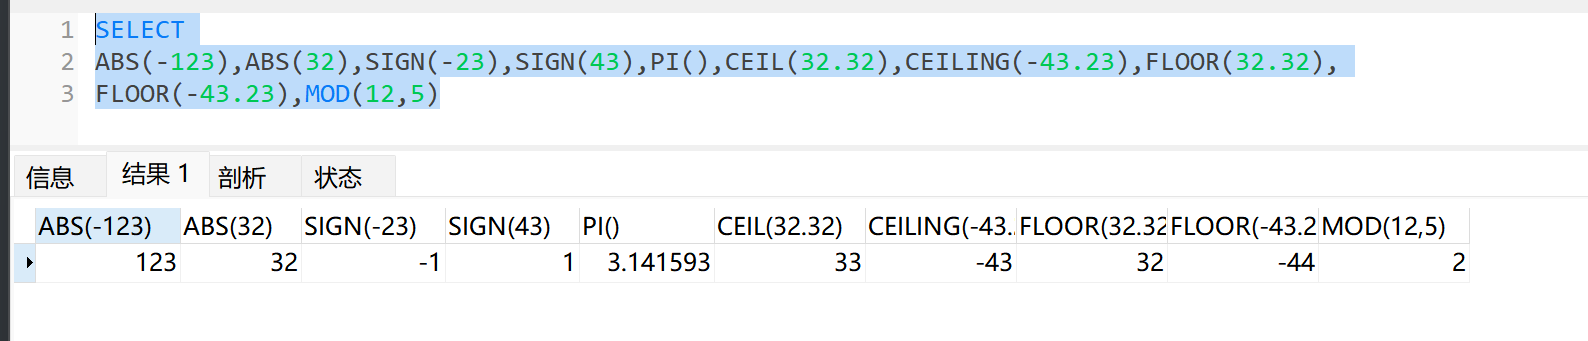 1 SELECT
2 ABS(-123),ABS(32),SIGN(-23),SIGN(43),PI(),CEIL(32.32),CEILING(-43.23),FLOOR(32.32),
3 FLOOR(-43.23),MOD(12,5)
信息 结果 1 剖析 状态
ABS(-123) ABS(32) SIGN(-23) SIGN(43) PI() CEIL(32.32) CEILING(-43. FLOOR(32.32 FLOOR(-43.2 MOD(12,5)
123 32 -1 1 3.141593 33 -43 32 -44 2